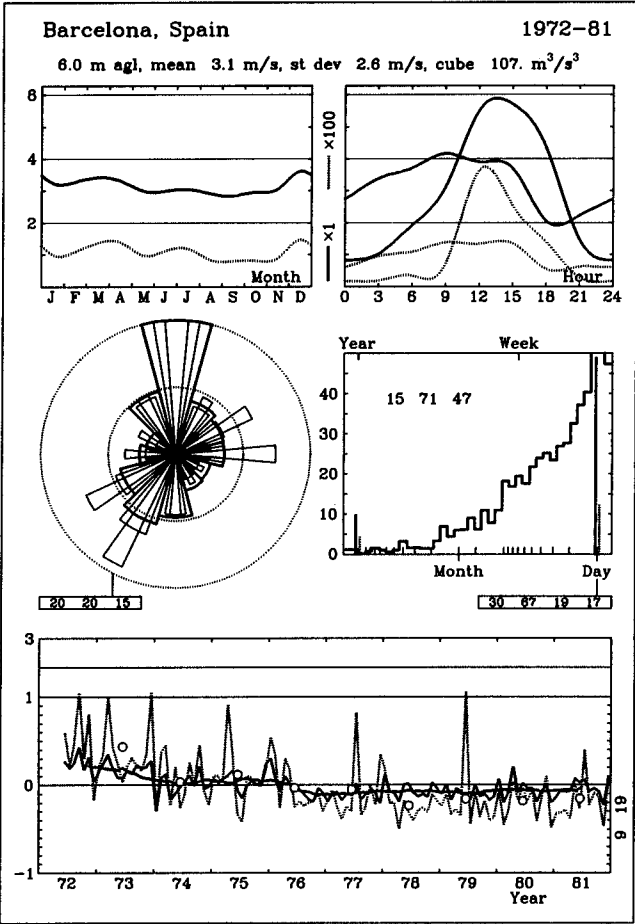 Barcelona, Spain 1972-81
6.0 m agl, mean 3.1 m/s, st dev 2.6 m/s, cube 107. m³/s³
8
4
2
Month
J F M A M J J A S O N D
×1 ×100
Hour
0 3 6 9 12 15 18 21 24
Year Week
15 71 47
40
30
20
10
0
Month Day
20 20 15
30 67 19 17
3
1
0
-1
72 73 74 75 76 77 78 79 80 81
Year
9 19